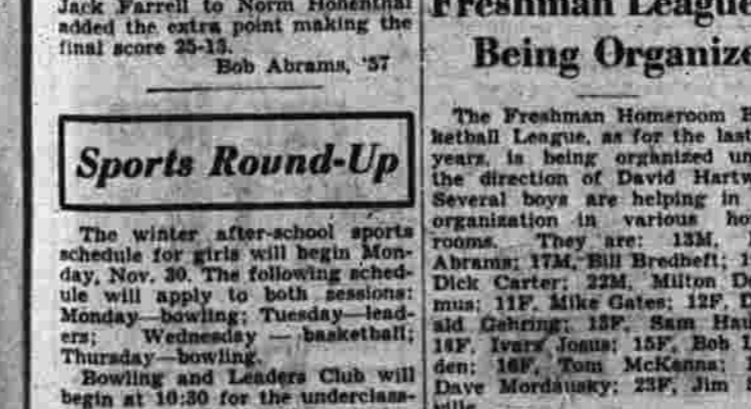 Jack Farrell to Norm Hohenthal
added the extra point making the
final score 25-13.
Bob Abrams, '57
Sports Round-Up
The winter after-school sports
schedule for girls will begin Mon-
day, Nov. 30. The following sched-
ule will apply to both sessions:
Monday—bowling; Tuesday—lead-
ers; Wednesday — basketball;
Thursday—bowling.
Bowling and Leaders Club will
begin at 10:30 for the underclass-
Freshman League
Being Organize
The Freshman Homeroom
ketball League, as for the las
years, is being organized un
the direction of David Hartw
Several boys are helping in
organization in various ho
rooms. They are: 13M,
Abrams; 17M, Bill Bredheft;
Dick Carter; 22M, Milton D
mus; 11F, Mike Gates; 12F,
ald Gehring; 13F, Sam Hau
14F, Ivars Josus; 15F, Bob
den; 16F, Tom McKenna;
Dave Mordausky; 23F, Jim
ville